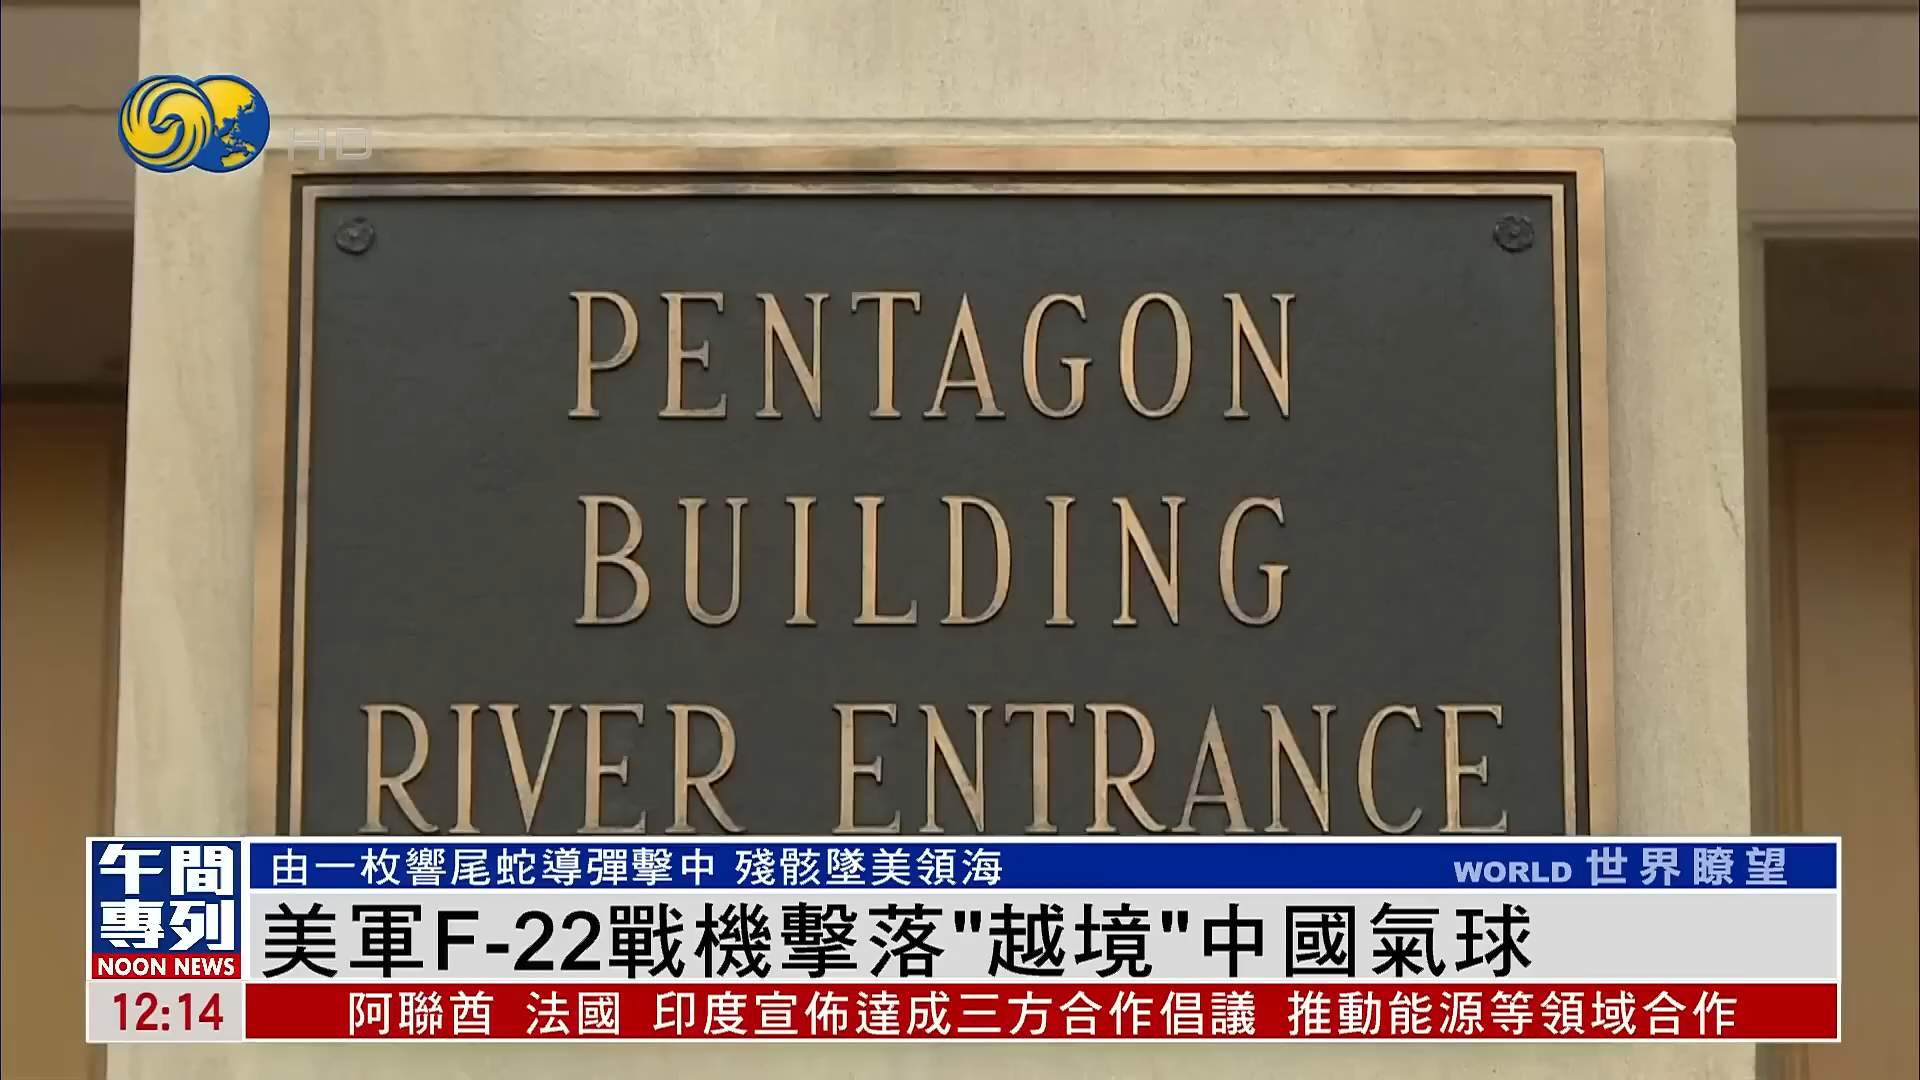 HD
PENTAGON
BUILDING
RIVER ENTRANCE
午間
專列
NOON NEWS
由一枚響尾蛇導彈擊中 殘骸墜美領海
WORLD 世界瞭望
美軍F-22戰機擊落"越境"中國氣球
12:14
阿聯酋 法國 印度宣佈達成三方合作倡議 推動能源等領域合作